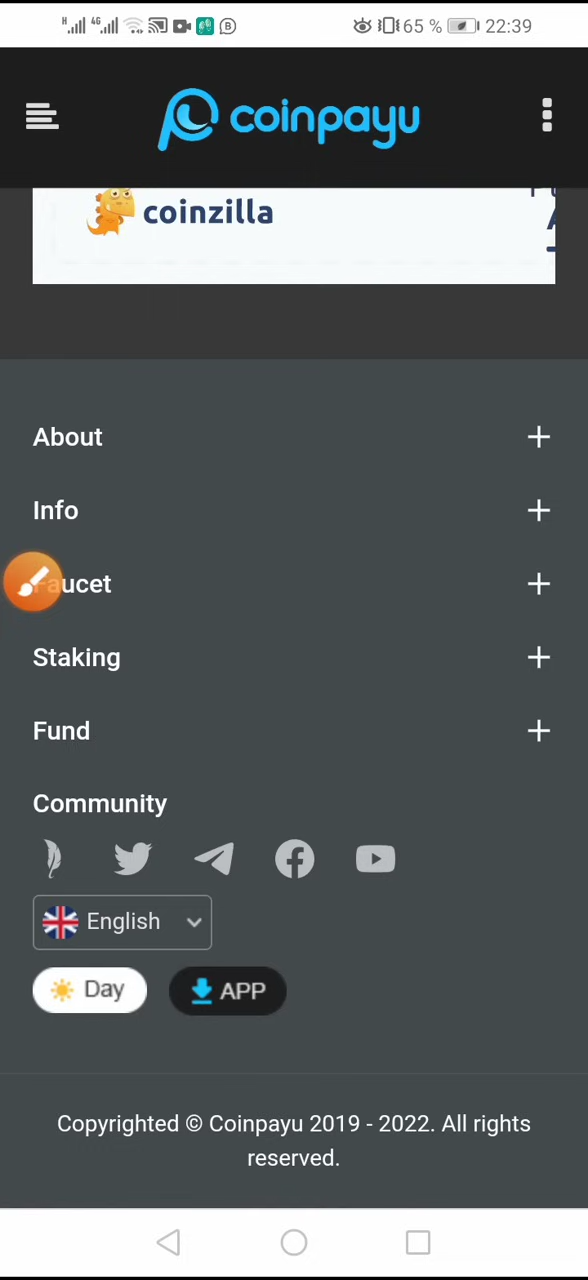 65 % 22:39
coinpayu
coinzilla
About
Info
Faucet
Staking
Fund
Community
English
Day
APP
Copyrighted © Coinpayu 2019 - 2022. All rights
reserved.